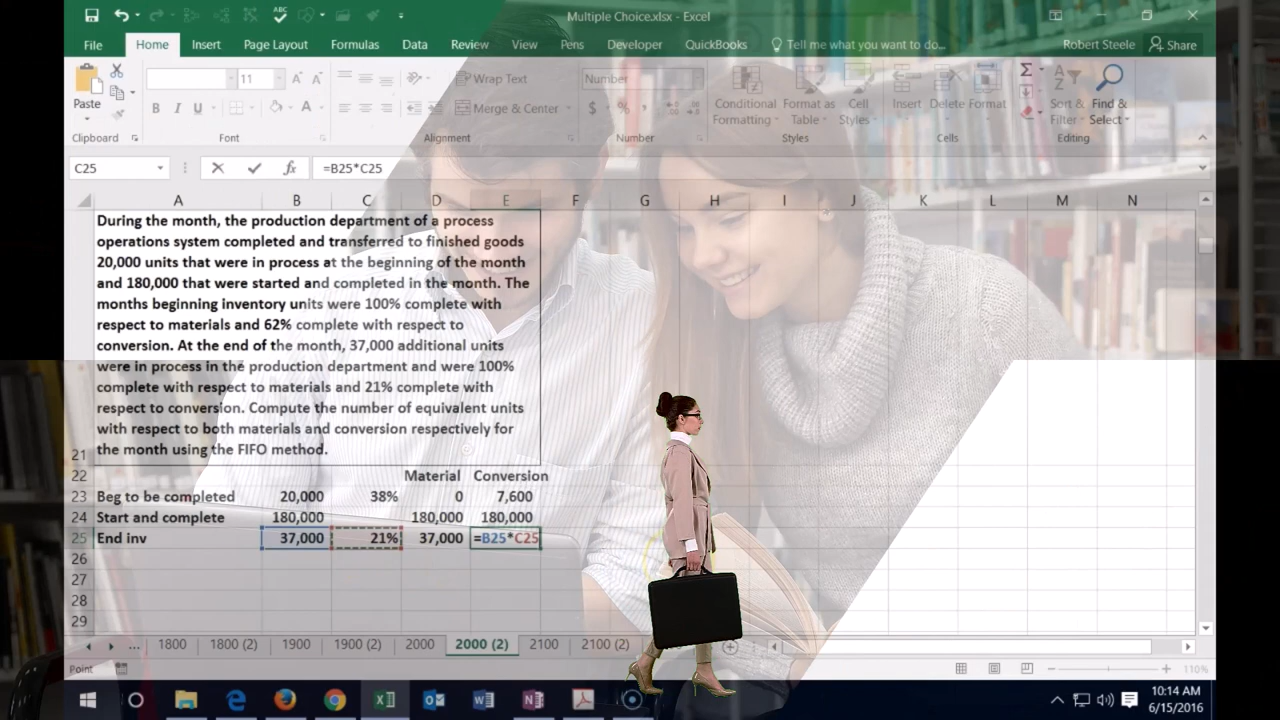 Multiple Choice.xlsx - Excel
File Home Insert Page Layout Formulas Data Review View Pens Developer QuickBooks Tell me what you want to do... Robert Steele Share
Paste
11
Wrap Text
Merge & Center
Number
Conditional Formatting
Format as Table
Cell Styles
Insert Delete Format
Sort & Filter
Find & Select
Clipboard Font Alignment Number Styles Cells Editing
C25 =B25*C25
A B C D E F G H I J K L M N
During the month, the production department of a process
operations system completed and transferred to finished goods
20,000 units that were in process at the beginning of the month
and 180,000 that were started and completed in the month. The
months beginning inventory units were 100% complete with
respect to materials and 62% complete with respect to
conversion. At the end of the month, 37,000 additional units
were in process in the production department and were 100%
complete with respect to materials and 21% complete with
respect to conversion. Compute the number of equivalent units
with respect to both materials and conversion respectively for
21 the month using the FIFO method.
22 Material Conversion
23 Beg to be completed 20,000 38% 0 7,600
24 Start and complete 180,000 180,000 180,000
25 End inv 37,000 21% 37,000 =B25*C25
26
27
28
29
... 1800 1800 (2) 1900 1900 (2) 2000 2000 (2) 2100 2100 (2)
Point 110%
10:14 AM
6/15/2016